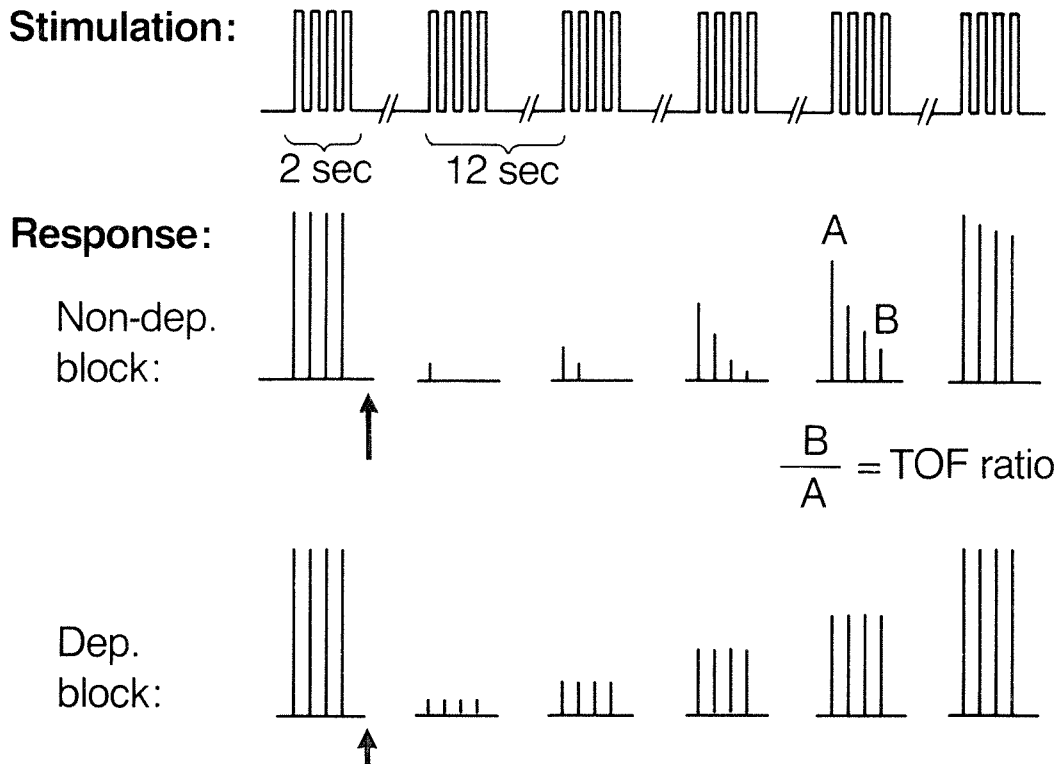 Stimulation:
2 sec 12 sec
Response:
Non-dep.
block:
A
B
B
A
= TOF ratio
Dep.
block: